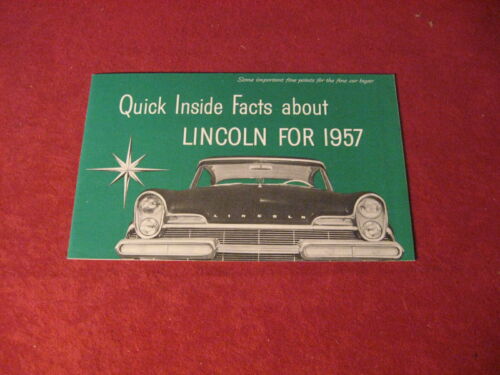 Some important fine points for the fine car buyer
Quick Inside Facts about
LINCOLN FOR 1957
LINCOLN